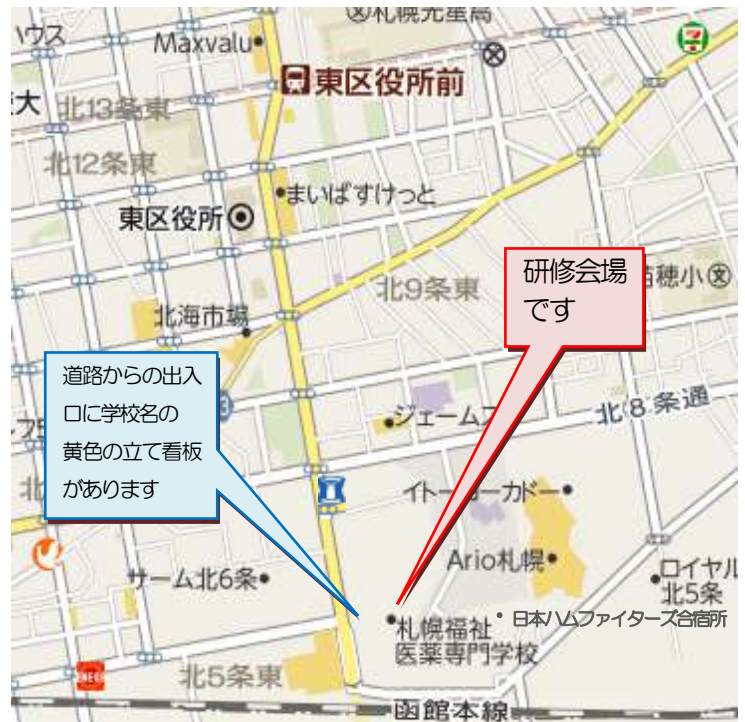 札幌光星高
ハウス
Maxvalu
東区役所前
大
北13条東
北12条東
まいばすけっと
東区役所
研修会場
です
北9条東
苗穂小
文
北海市場
道路からの出入
口に学校名の
黄色の立て看板
があります
北8条通
ジェームス
イトーヨーカドー
Ario札幌
サーム北6条
ロイヤル
北5条
日本ハムファイターズ合宿所
札幌福祉
医薬専門学校
北5条東
函館本線